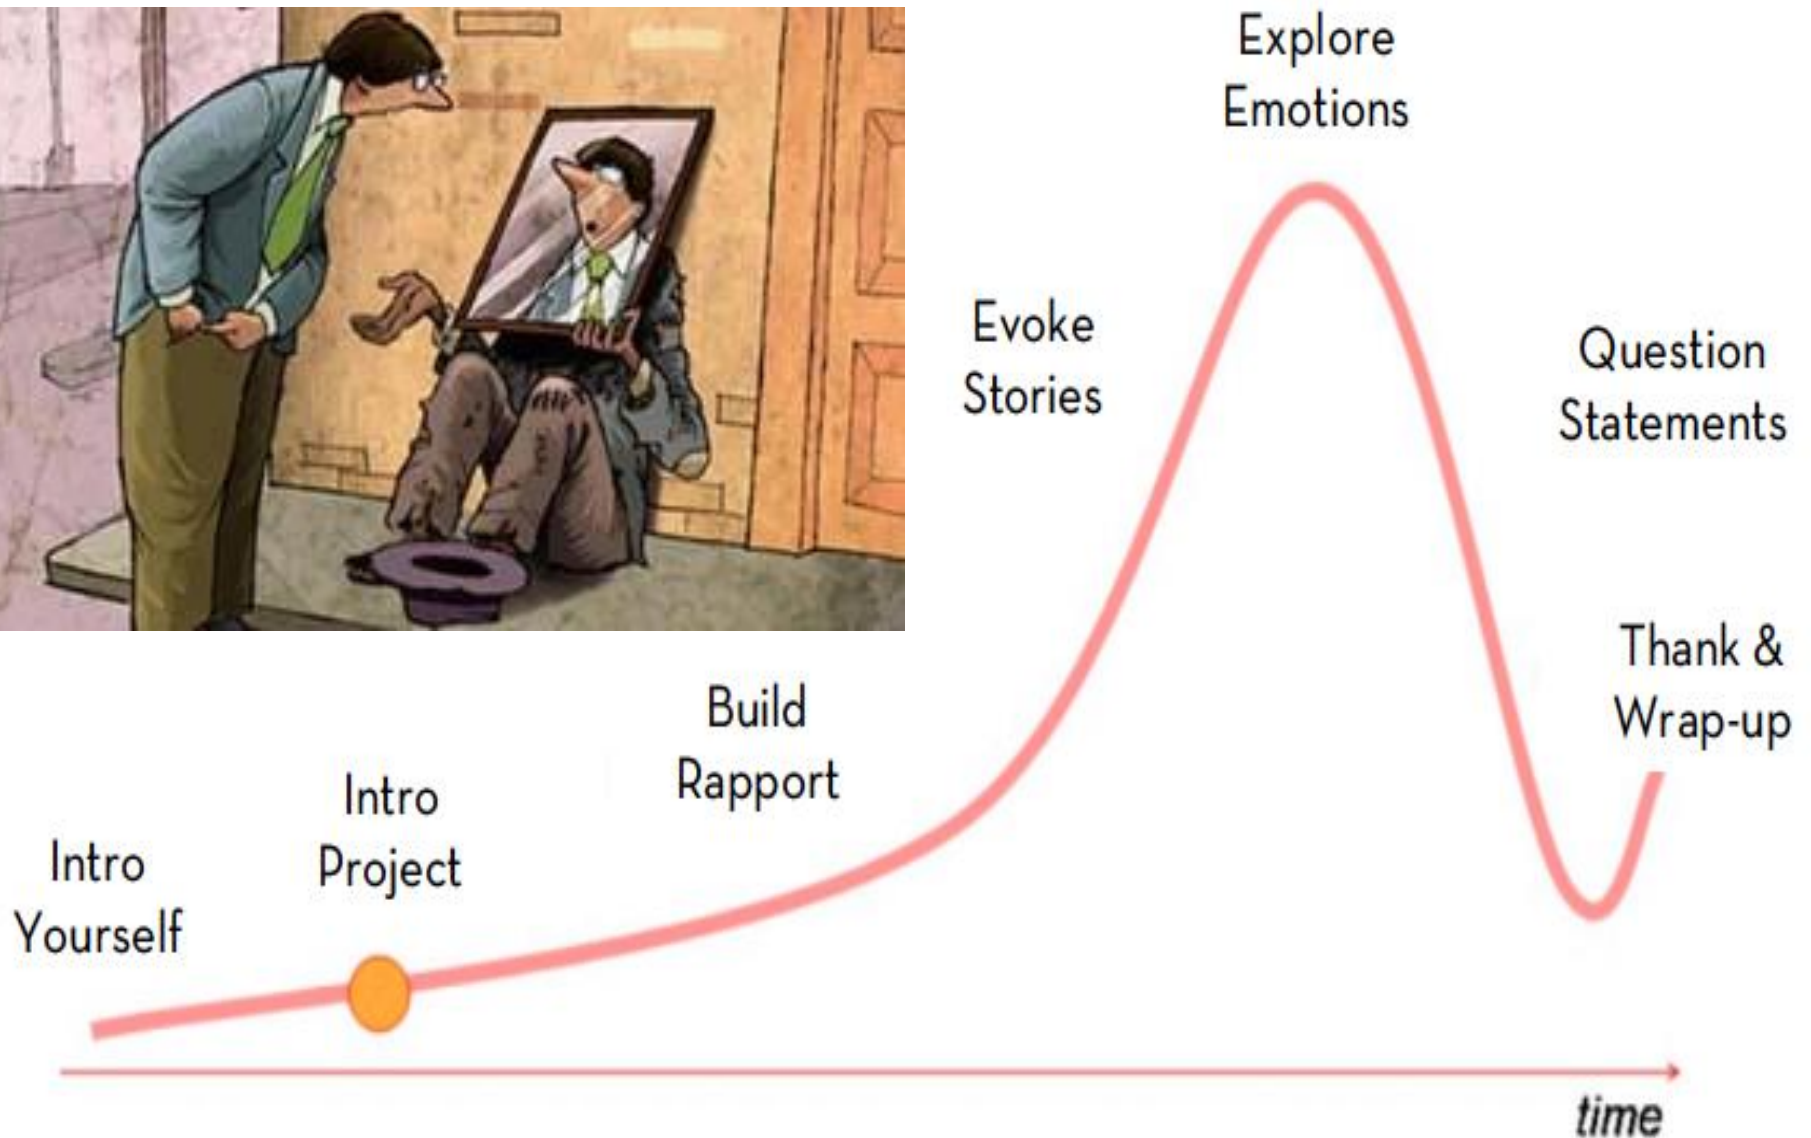 Intro
Yourself
Intro
Project
Build
Rapport
Evoke
Stories
Explore
Emotions
Question
Statements
Thank &
Wrap-up
time